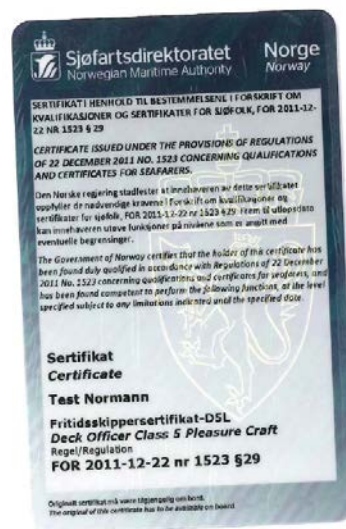 Sjøfartsdirektoratet
Norwegian Maritime Authority
Norge
Norway
SERTIFIKAT I HENHOLD TIL BESTEMMELSENE I FORSKRIFT OM
KVALIFIKASJONER OG SERTIFIKATER FOR SJØFOLK, FOR 2011-12-
22 NR 1523 § 29
CERTIFICATE ISSUED UNDER THE PROVISIONS OF REGULATIONS
OF 22 DECEMBER 2011 NO. 1523 CONCERNING QUALIFICATIONS
AND CERTIFICATES FOR SEAFARERS.
Den Norske regjering stadfester at innehaveren av dette sertifikatet
oppfyller de nødvendige kravene i forskrift om kvalifikasjoner og
sertifikater for sjøfolk, FOR 2011-12-22 nr 1523 §29. Frem til utløpsdato
kan innehaveren utøve funksjoner på nivåene som er angitt med
eventuelle begrensinger.
The Government of Norway certifies that the holder of this certificate has
been found duly qualified in accordance with Regulations of 22 December
2011 No. 1523 concerning qualifications and certificates for seafarers, and
has been found competent to perform the following functions, at the level
specified subject to any limitations indicated until the specified date.
Sertifikat
Certificate
Test Normann
Fritidsskippersertifikat-DSL
Deck Officer Class 5 Pleasure Craft
Regel/Regulation
FOR 2011-12-22 nr 1523 §29
Originalt sertifikat må være tilgjengelig om bord.
The original of this certificate has to be available on board.